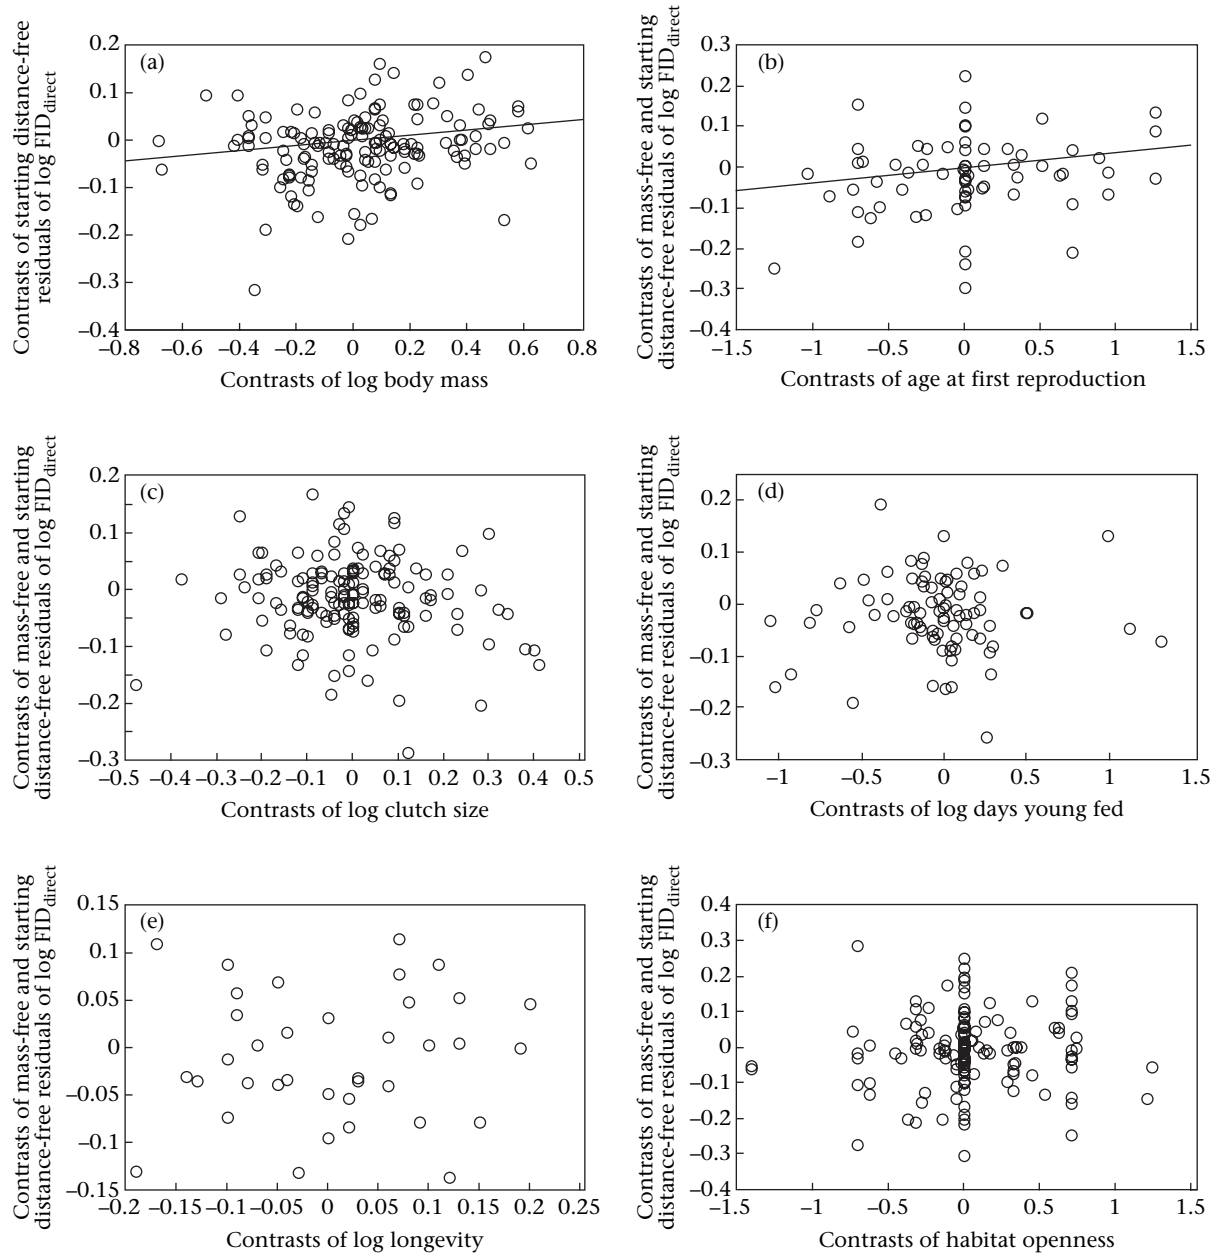 Contrasts of starting distance-free
residuals of log FIDdirect
(a)
0.2
0.1
0
–0.1
–0.2
–0.3
–0.4
–0.8 –0.6 –0.4 –0.2 0 0.2 0.4 0.6 0.8
Contrasts of log body mass
Contrasts of mass-free and starting
distance-free residuals of log FIDdirect
(b)
0.3
0.2
0.1
0
–0.1
–0.2
–0.3
–0.4
–1.5 –1 –0.5 0 0.5 1 1.5
Contrasts of age at first reproduction
Contrasts of mass-free and starting
distance-free residuals of log FIDdirect
(c)
0.2
0.1
0
–0.1
–0.2
–0.3
–0.5 –0.4 –0.3 –0.2 –0.1 0 0.1 0.2 0.3 0.4 0.5
Contrasts of log clutch size
Contrasts of mass-free and starting
distance-free residuals of log FIDdirect
(d)
0.2
0.1
0
–0.1
–0.2
–0.3
–1 –0.5 0 0.5 1 1.5
Contrasts of log days young fed
Contrasts of mass-free and starting
distance-free residuals of log FIDdirect
(e)
0.15
0.1
0.05
0
–0.05
–0.1
–0.15
–0.2 –0.15 –0.1 –0.05 0 0.05 0.1 0.15 0.2 0.25
Contrasts of log longevity
Contrasts of mass-free and starting
distance-free residuals of log FIDdirect
(f)
0.4
0.3
0.2
0.1
0
–0.1
–0.2
–0.3
–0.4
–1.5 –1 –0.5 0 0.5 1 1.5
Contrasts of habitat openness